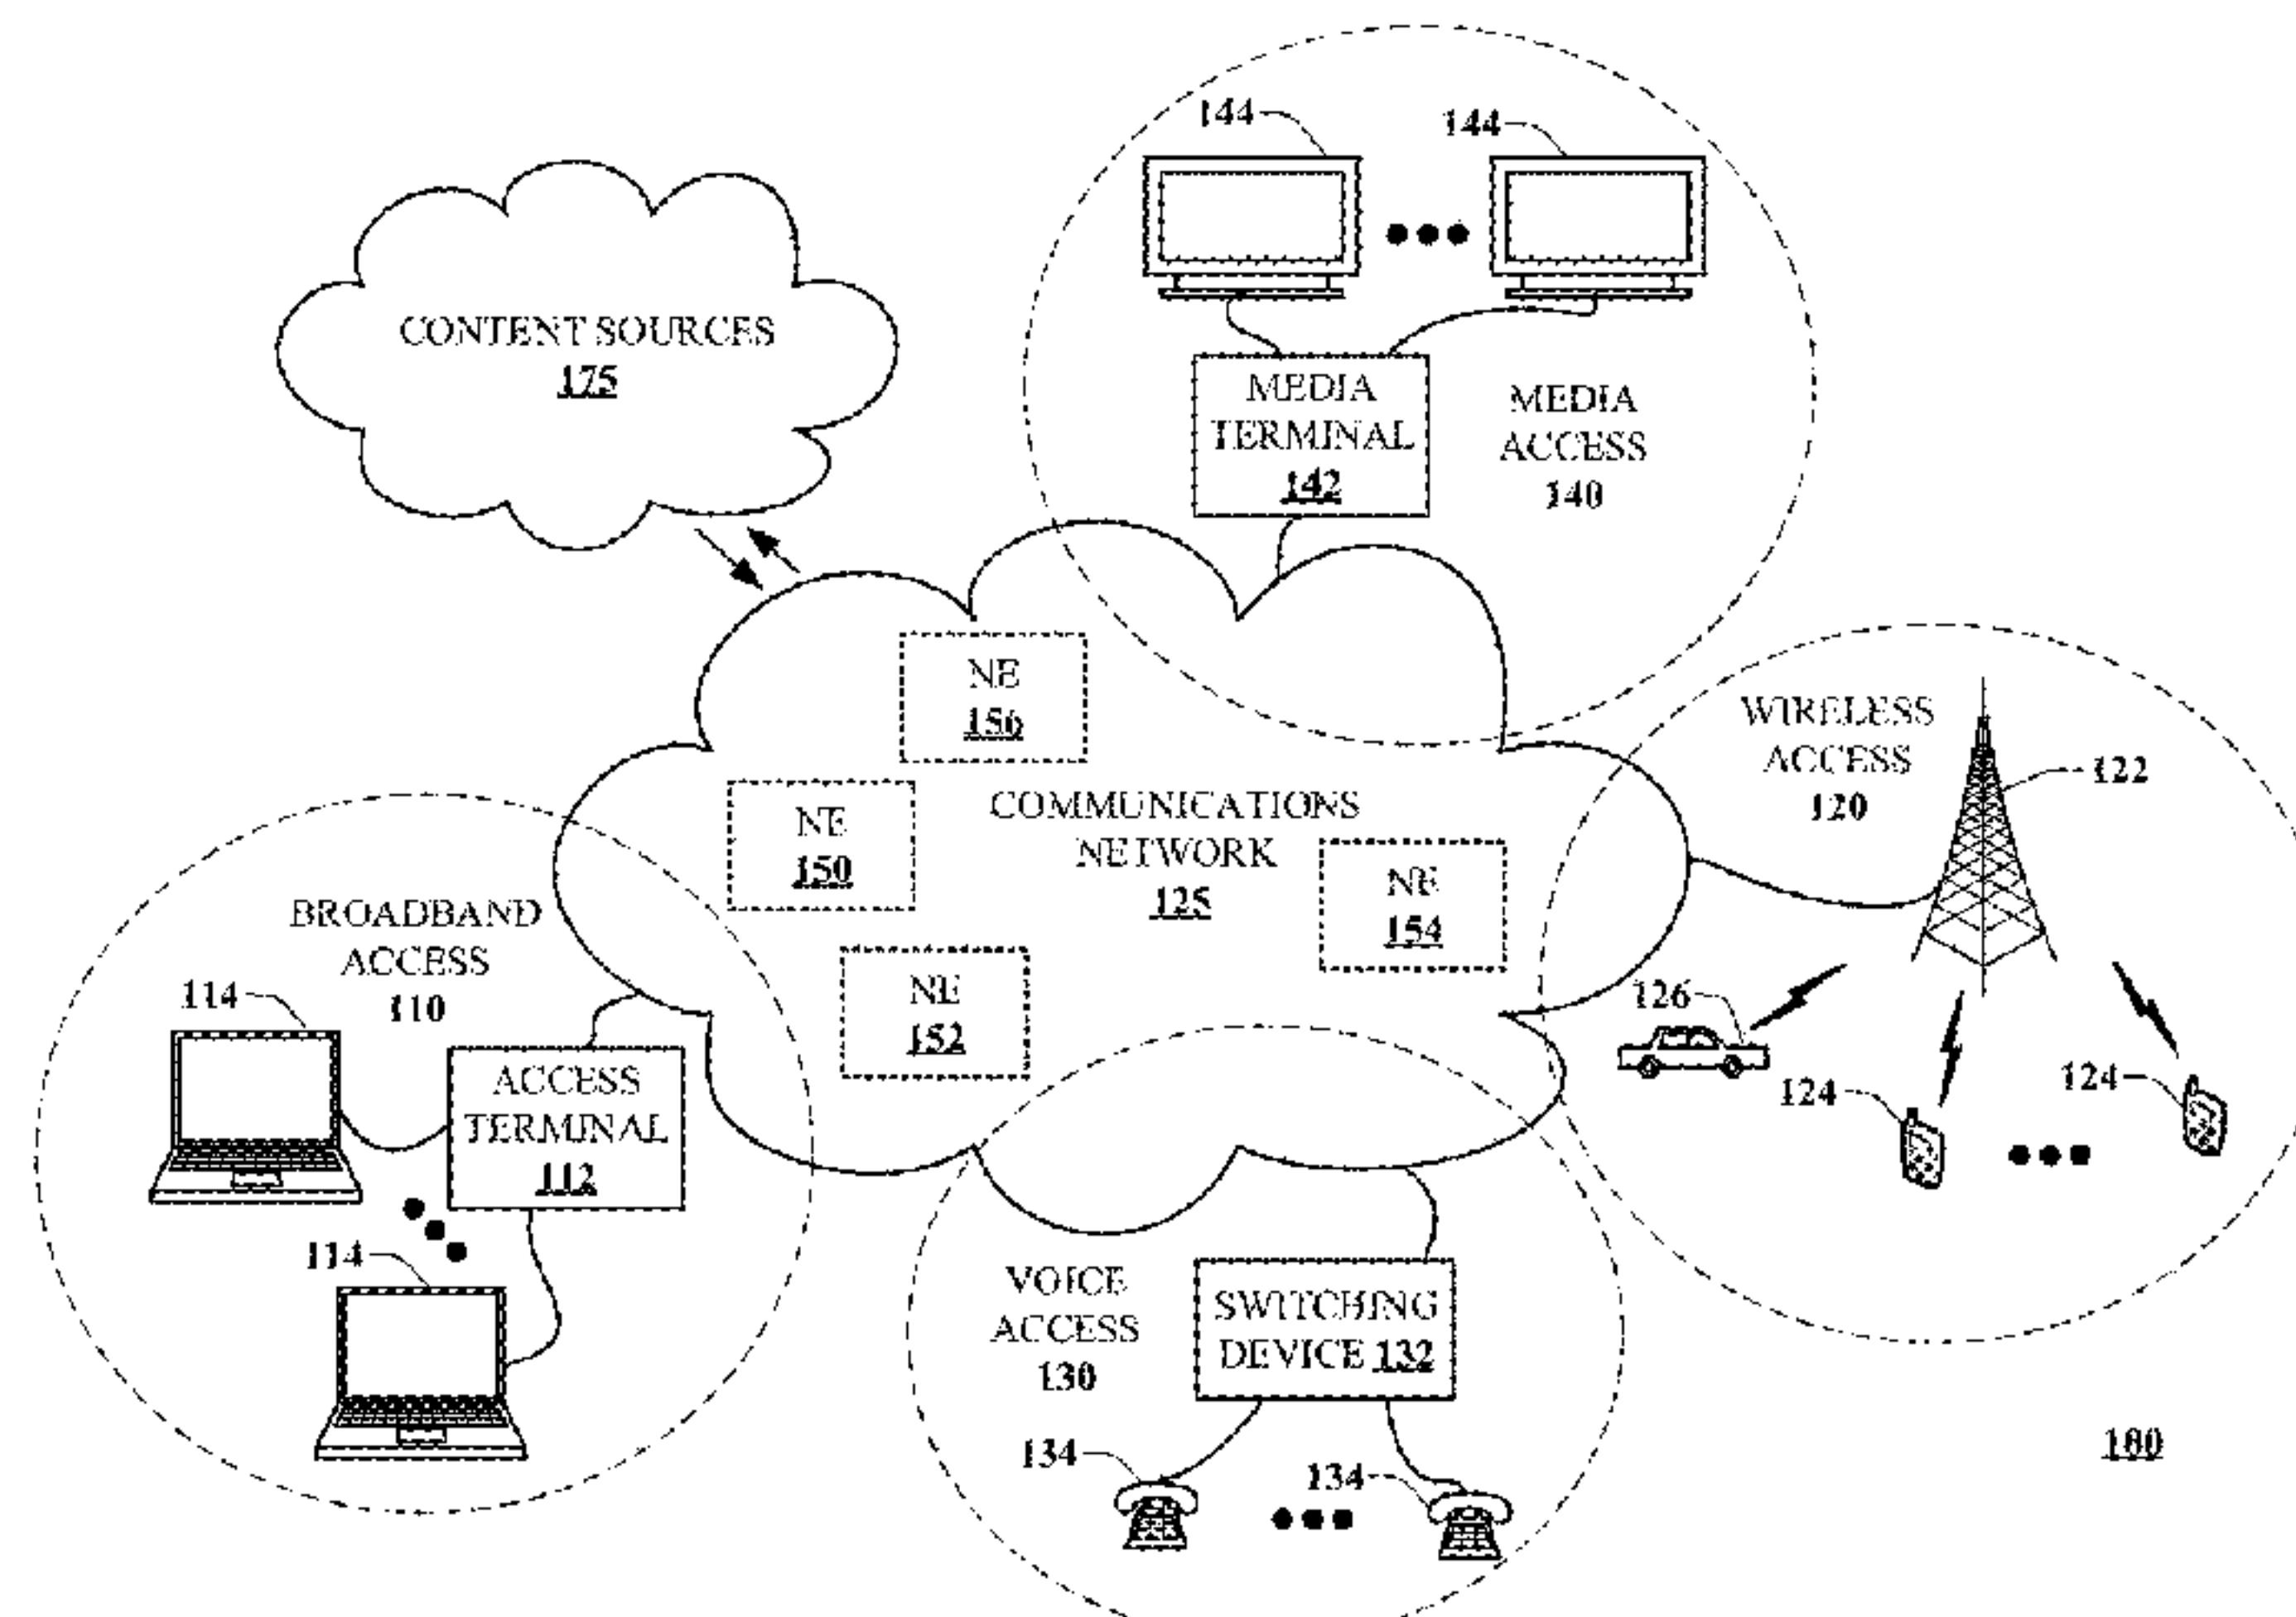 144
144
CONTENT SOURCES
175
MEDIA
TERMINAL
142
MEDIA
ACCESS
140
NE
156
WIRELESS
ACCESS
120
122
NE
150
COMMUNICATIONS
NETWORK
125
NE
154
BROADBAND
ACCESS
110
114
NE
152
126
ACCESS
TERMINAL
112
124
124
114
VOICE
ACCESS
130
SWITCHING
DEVICE 132
134
134
100